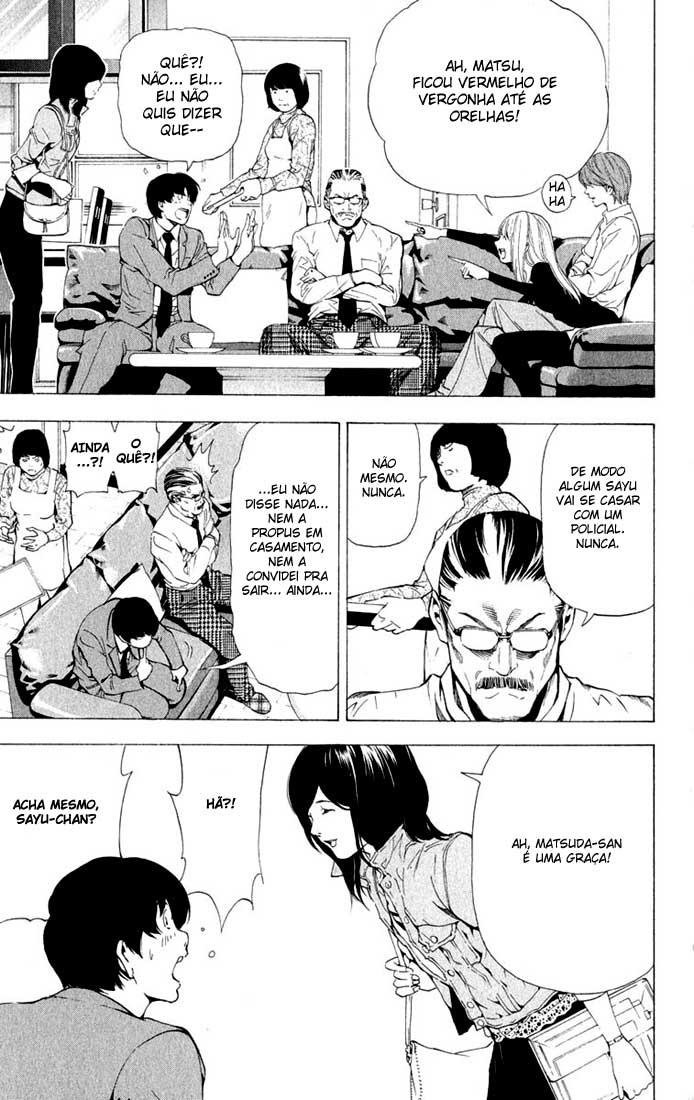 AH, MATSU,
FICOU VERMELHO DE
VERGONHA ATÉ AS
ORELHAS!
HA
HA
QUÊ?!
NÃO... EU...
EU NÃO
QUIS DIZER
QUE--
DE MODO
ALGUM SAYU
VAI SE CASAR
COM UM
POLICIAL.
NUNCA.
NÃO
MESMO.
NUNCA.
...EU NÃO
DISSE NADA...
NEM A
PROPUS EM
CASAMENTO,
NEM A
CONVIDEI PRA
SAIR... AINDA...
O
QUÊ?!
AINDA
...?!
AH, MATSUDA-SAN
É UMA GRAÇA!
HÃ?!
ACHA MESMO,
SAYU-CHAN?